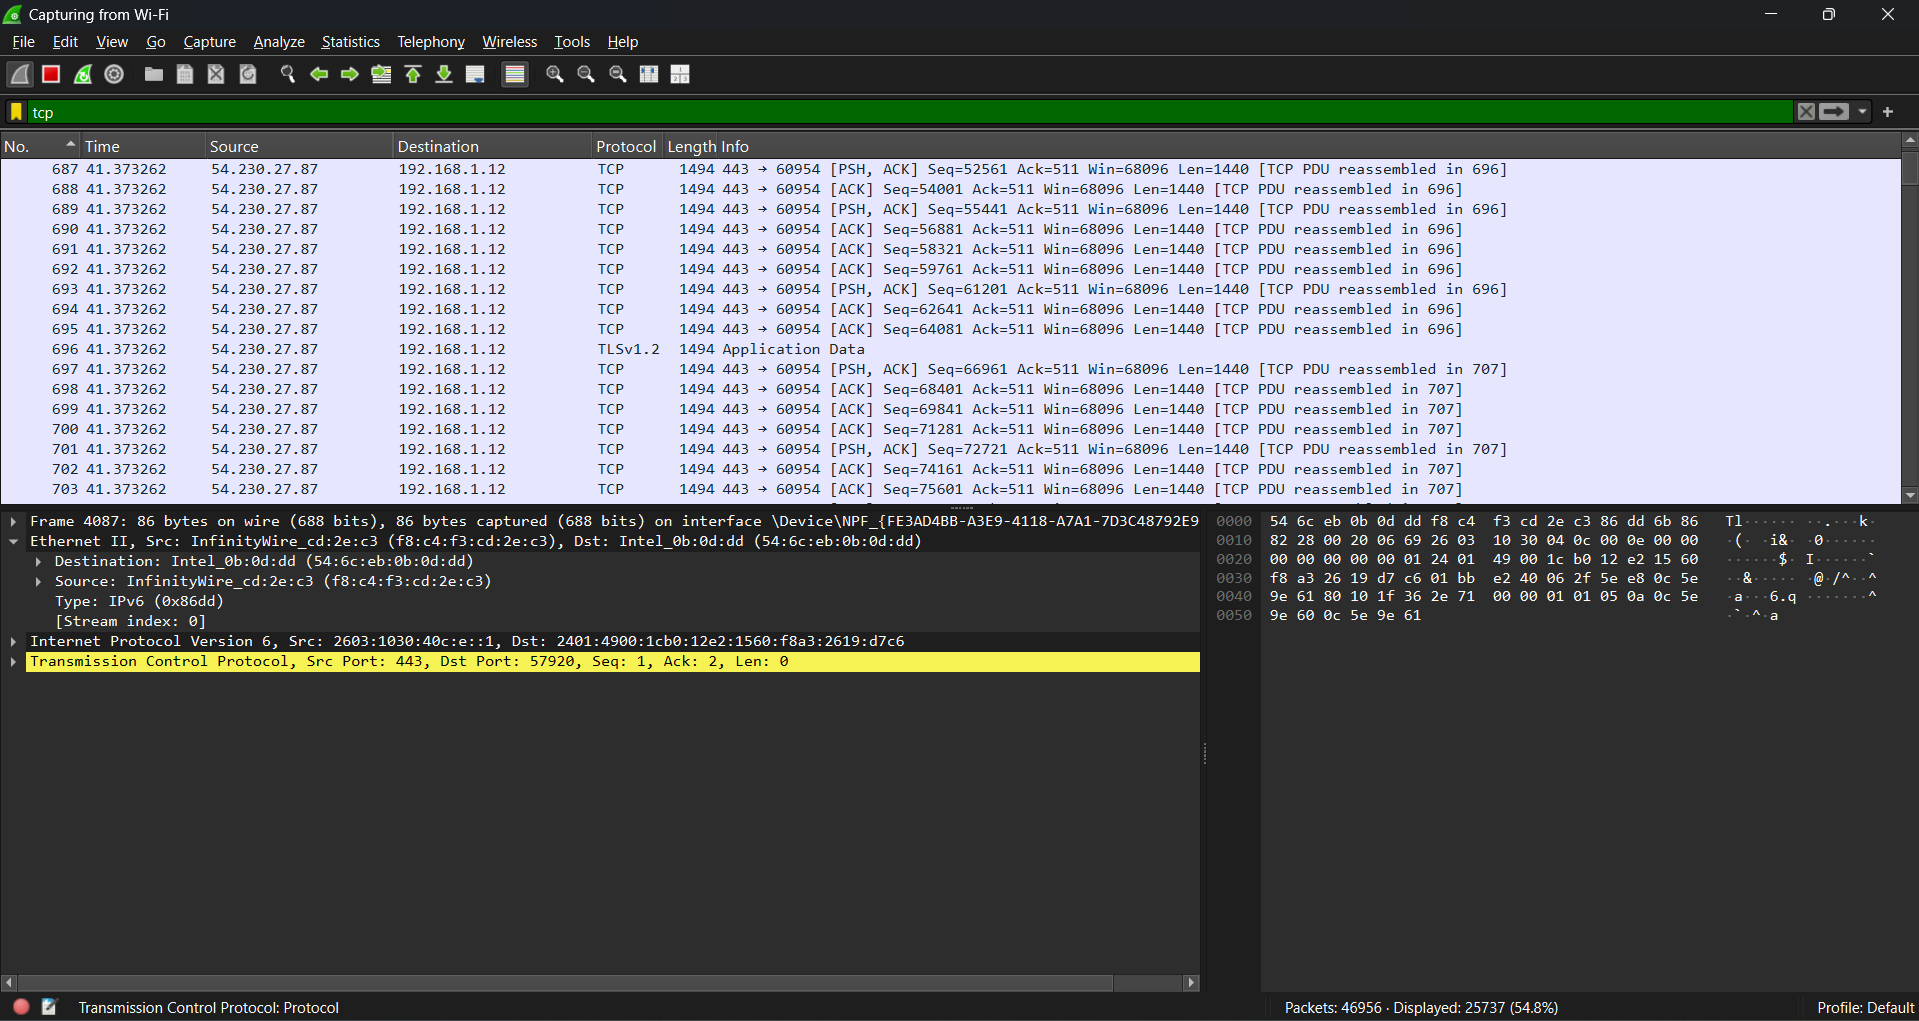 Capturing from Wi-Fi
File Edit View Go Capture Analyze Statistics Telephony Wireless Tools Help
tcp
No. Time Source Destination Protocol Length Info
687 41.373262 54.230.27.87 192.168.1.12 TCP 1494 443 → 60954 [PSH, ACK] Seq=52561 Ack=511 Win=68096 Len=1440 [TCP PDU reassembled in 696]
688 41.373262 54.230.27.87 192.168.1.12 TCP 1494 443 → 60954 [ACK] Seq=54001 Ack=511 Win=68096 Len=1440 [TCP PDU reassembled in 696]
689 41.373262 54.230.27.87 192.168.1.12 TCP 1494 443 → 60954 [PSH, ACK] Seq=55441 Ack=511 Win=68096 Len=1440 [TCP PDU reassembled in 696]
690 41.373262 54.230.27.87 192.168.1.12 TCP 1494 443 → 60954 [ACK] Seq=56881 Ack=511 Win=68096 Len=1440 [TCP PDU reassembled in 696]
691 41.373262 54.230.27.87 192.168.1.12 TCP 1494 443 → 60954 [ACK] Seq=58321 Ack=511 Win=68096 Len=1440 [TCP PDU reassembled in 696]
692 41.373262 54.230.27.87 192.168.1.12 TCP 1494 443 → 60954 [ACK] Seq=59761 Ack=511 Win=68096 Len=1440 [TCP PDU reassembled in 696]
693 41.373262 54.230.27.87 192.168.1.12 TCP 1494 443 → 60954 [PSH, ACK] Seq=61201 Ack=511 Win=68096 Len=1440 [TCP PDU reassembled in 696]
694 41.373262 54.230.27.87 192.168.1.12 TCP 1494 443 → 60954 [ACK] Seq=62641 Ack=511 Win=68096 Len=1440 [TCP PDU reassembled in 696]
695 41.373262 54.230.27.87 192.168.1.12 TCP 1494 443 → 60954 [ACK] Seq=64081 Ack=511 Win=68096 Len=1440 [TCP PDU reassembled in 696]
696 41.373262 54.230.27.87 192.168.1.12 TLSv1.2 1494 Application Data
697 41.373262 54.230.27.87 192.168.1.12 TCP 1494 443 → 60954 [PSH, ACK] Seq=66961 Ack=511 Win=68096 Len=1440 [TCP PDU reassembled in 707]
698 41.373262 54.230.27.87 192.168.1.12 TCP 1494 443 → 60954 [ACK] Seq=68401 Ack=511 Win=68096 Len=1440 [TCP PDU reassembled in 707]
699 41.373262 54.230.27.87 192.168.1.12 TCP 1494 443 → 60954 [ACK] Seq=69841 Ack=511 Win=68096 Len=1440 [TCP PDU reassembled in 707]
700 41.373262 54.230.27.87 192.168.1.12 TCP 1494 443 → 60954 [ACK] Seq=71281 Ack=511 Win=68096 Len=1440 [TCP PDU reassembled in 707]
701 41.373262 54.230.27.87 192.168.1.12 TCP 1494 443 → 60954 [PSH, ACK] Seq=72721 Ack=511 Win=68096 Len=1440 [TCP PDU reassembled in 707]
702 41.373262 54.230.27.87 192.168.1.12 TCP 1494 443 → 60954 [ACK] Seq=74161 Ack=511 Win=68096 Len=1440 [TCP PDU reassembled in 707]
703 41.373262 54.230.27.87 192.168.1.12 TCP 1494 443 → 60954 [ACK] Seq=75601 Ack=511 Win=68096 Len=1440 [TCP PDU reassembled in 707]
Frame 4087: 86 bytes on wire (688 bits), 86 bytes captured (688 bits) on interface \Device\NPF_{FE3AD4BB-A3E9-4118-A7A1-7D3C48792E9
Ethernet II, Src: InfinityWire_cd:2e:c3 (f8:c4:f3:cd:2e:c3), Dst: Intel_0b:0d:dd (54:6c:eb:0b:0d:dd)
Destination: Intel_0b:0d:dd (54:6c:eb:0b:0d:dd)
Source: InfinityWire_cd:2e:c3 (f8:c4:f3:cd:2e:c3)
Type: IPv6 (0x86dd)
[Stream index: 0]
Internet Protocol Version 6, Src: 2603:1030:40c:e::1, Dst: 2401:4900:1cb0:12e2:1560:f8a3:2619:d7c6
Transmission Control Protocol, Src Port: 443, Dst Port: 57920, Seq: 1, Ack: 2, Len: 0
0000 54 6c eb 0b 0d dd f8 c4 f3 cd 2e c3 86 dd 6b 86 Tl······ ··.···k·
0010 82 28 00 20 06 69 26 03 10 30 04 0c 00 0e 00 00 ·(· ·i&· ·0······
0020 00 00 00 00 00 01 24 01 49 00 1c b0 12 e2 15 60 ······$· I······`
0030 f8 a3 26 19 d7 c6 01 bb e2 40 06 2f 5e e8 0c 5e ··&····· ·@·/^··^
0040 9e 61 80 10 1f 36 2e 71 00 00 01 01 05 0a 0c 5e ·a···6.q ·······^
0050 9e 60 0c 5e 9e 61 ·`·^·a
Transmission Control Protocol: Protocol
Packets: 46956 · Displayed: 25737 (54.8%)
Profile: Default